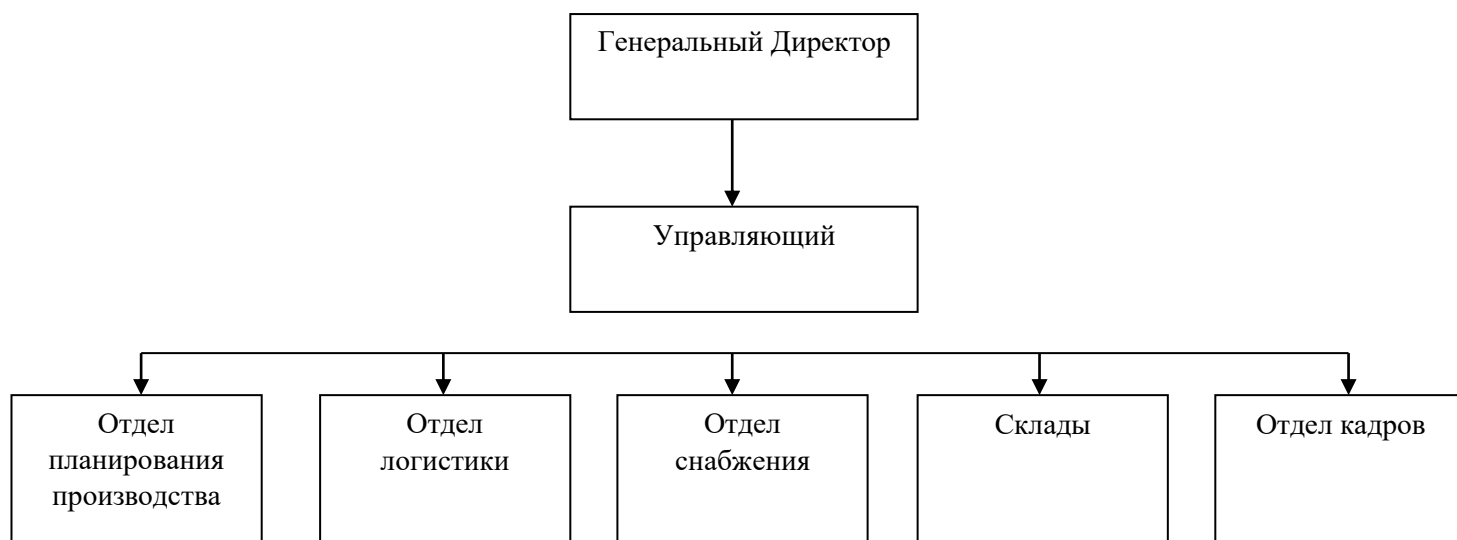 Генеральный Директор
Управляющий
Отдел
планирования
производства
Отдел
логистики
Отдел
снабжения
Склады
Отдел кадров